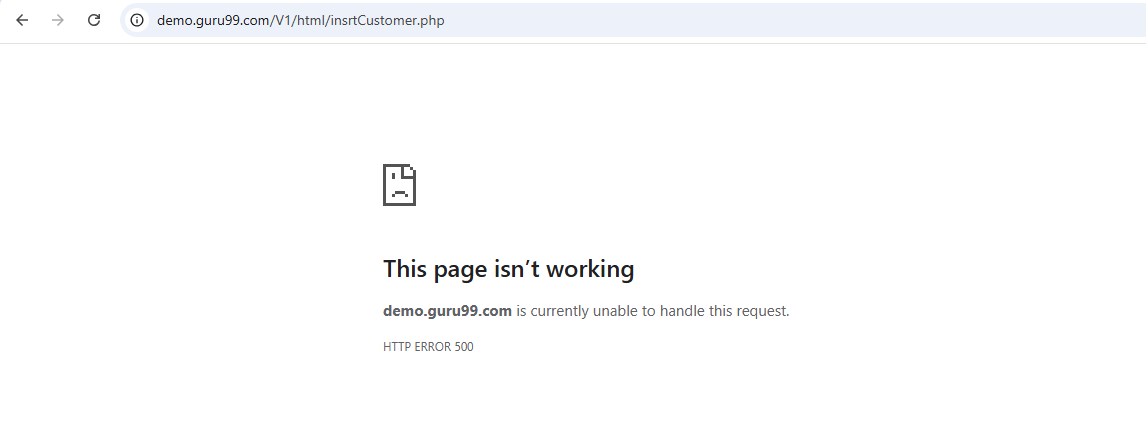 demo.guru99.com/V1/html/insrtCustomer.php
This page isn’t working
demo.guru99.com is currently unable to handle this request.
HTTP ERROR 500